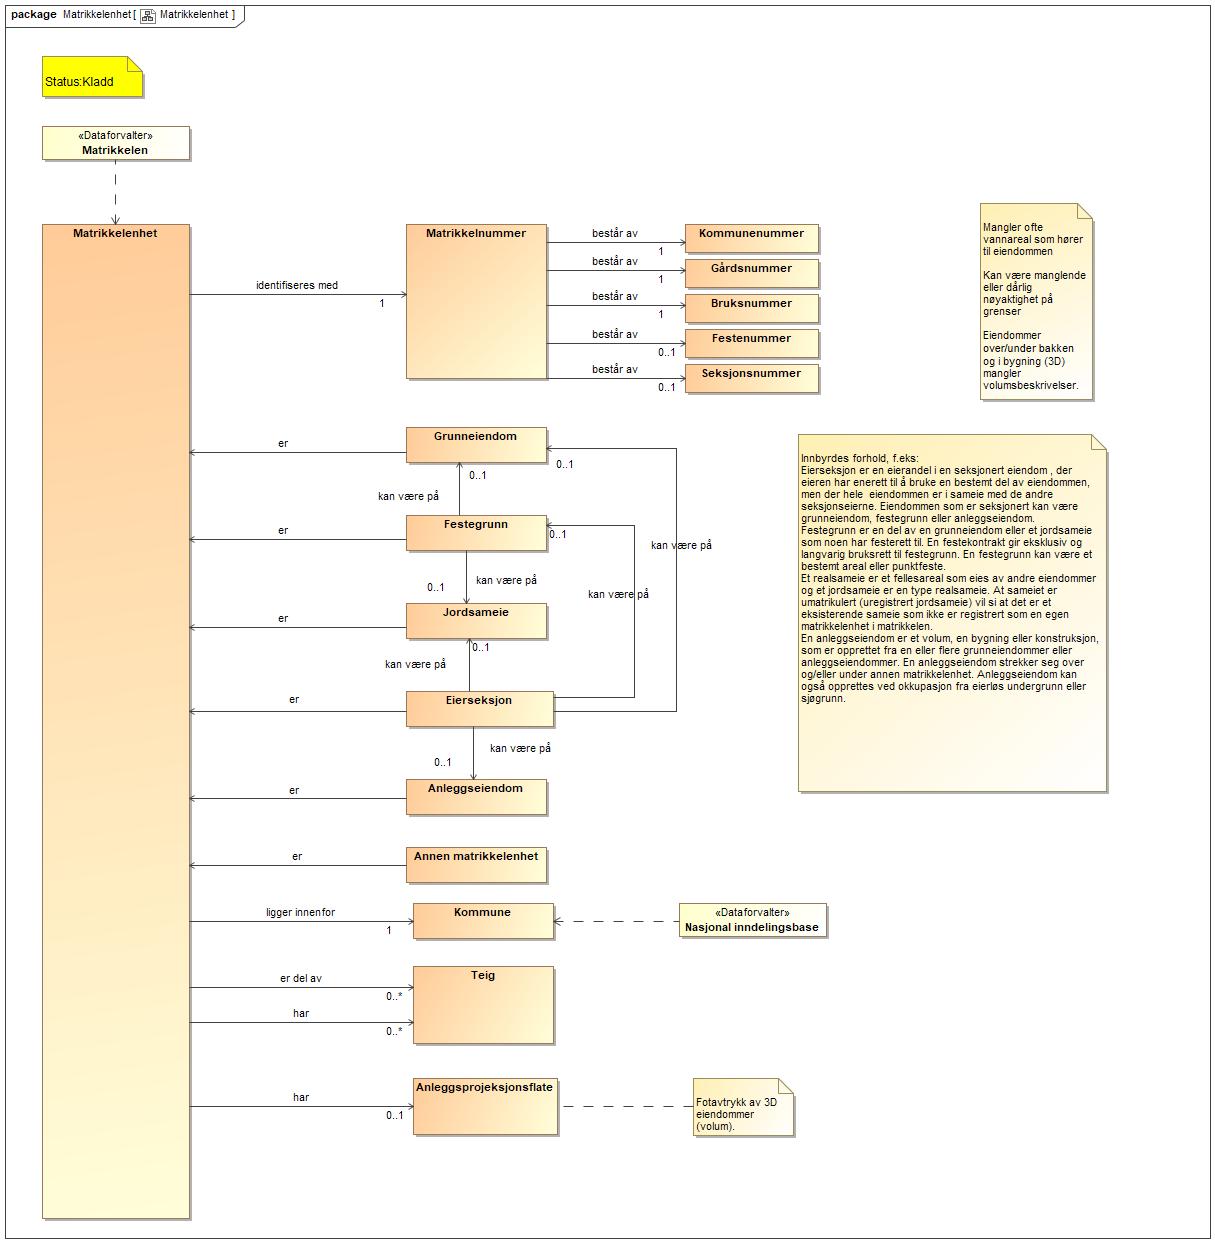 package Matrikkelenhet [ Matrikkelenhet ]
Status:Kladd
«Dataforvalter»
Matrikkelen
Matrikkelenhet
identifiseres med
1
Matrikkelnummer
består av
1
Kommunenummer
består av
1
Gårdsnummer
består av
1
Bruksnummer
består av
0..1
Festenummer
består av
0..1
Seksjonsnummer
Mangler ofte
vannareal som hører
til eiendommen
Kan være manglende
eller dårlig
nøyaktighet på
grenser
Eiendommer
over/under bakken
og i bygning (3D)
mangler
volumsbeskrivelser.
er
Grunneiendom
0..1
0..1
kan være på
er
Festegrunn
0..1
kan være på
kan være på
0..1
kan være på
er
Jordsameie
0..1
kan være på
er
Eierseksjon
kan være på
0..1
er
Anleggseiendom
er
Annen matrikkelenhet
Innbyrdes forhold, f.eks:
Eierseksjon er en eierandel i en seksjonert eiendom , der
eieren har enerett til å bruke en bestemt del av eiendommen,
men der hele  eiendommen er i sameie med de andre
seksjonseierne. Eiendommen som er seksjonert kan være
grunneiendom, festegrunn eller anleggseiendom.
Festegrunn er en del av en grunneiendom eller et jordsameie
som noen har festerett til. En festekontrakt gir eksklusiv og
langvarig bruksrett til festegrunn. En festegrunn kan være et
bestemt areal eller punktfeste.
Et realsameie er et fellesareal som eies av andre eiendommer
og et jordsameie er en type realsameie. At sameiet er
umatrikulert (uregistrert jordsameie) vil si at det er et
eksisterende sameie som ikke er registrert som en egen
matrikkelenhet i matrikkelen.
En anleggseiendom er et volum, en bygning eller konstruksjon,
som er opprettet fra en eller flere grunneiendommer eller
anleggseiendommer. En anleggseiendom strekker seg over
og/eller under annen matrikkelenhet. Anleggseiendom kan
også opprettes ved okkupasjon fra eierløs undergrunn eller
sjøgrunn.
ligger innenfor
1
Kommune
«Dataforvalter»
Nasjonal inndelingsbase
er del av
0..*
Teig
har
0..*
har
0..1
Anleggsprojeksjonsflate
Fotavtrykk av 3D
eiendommer
(volum).